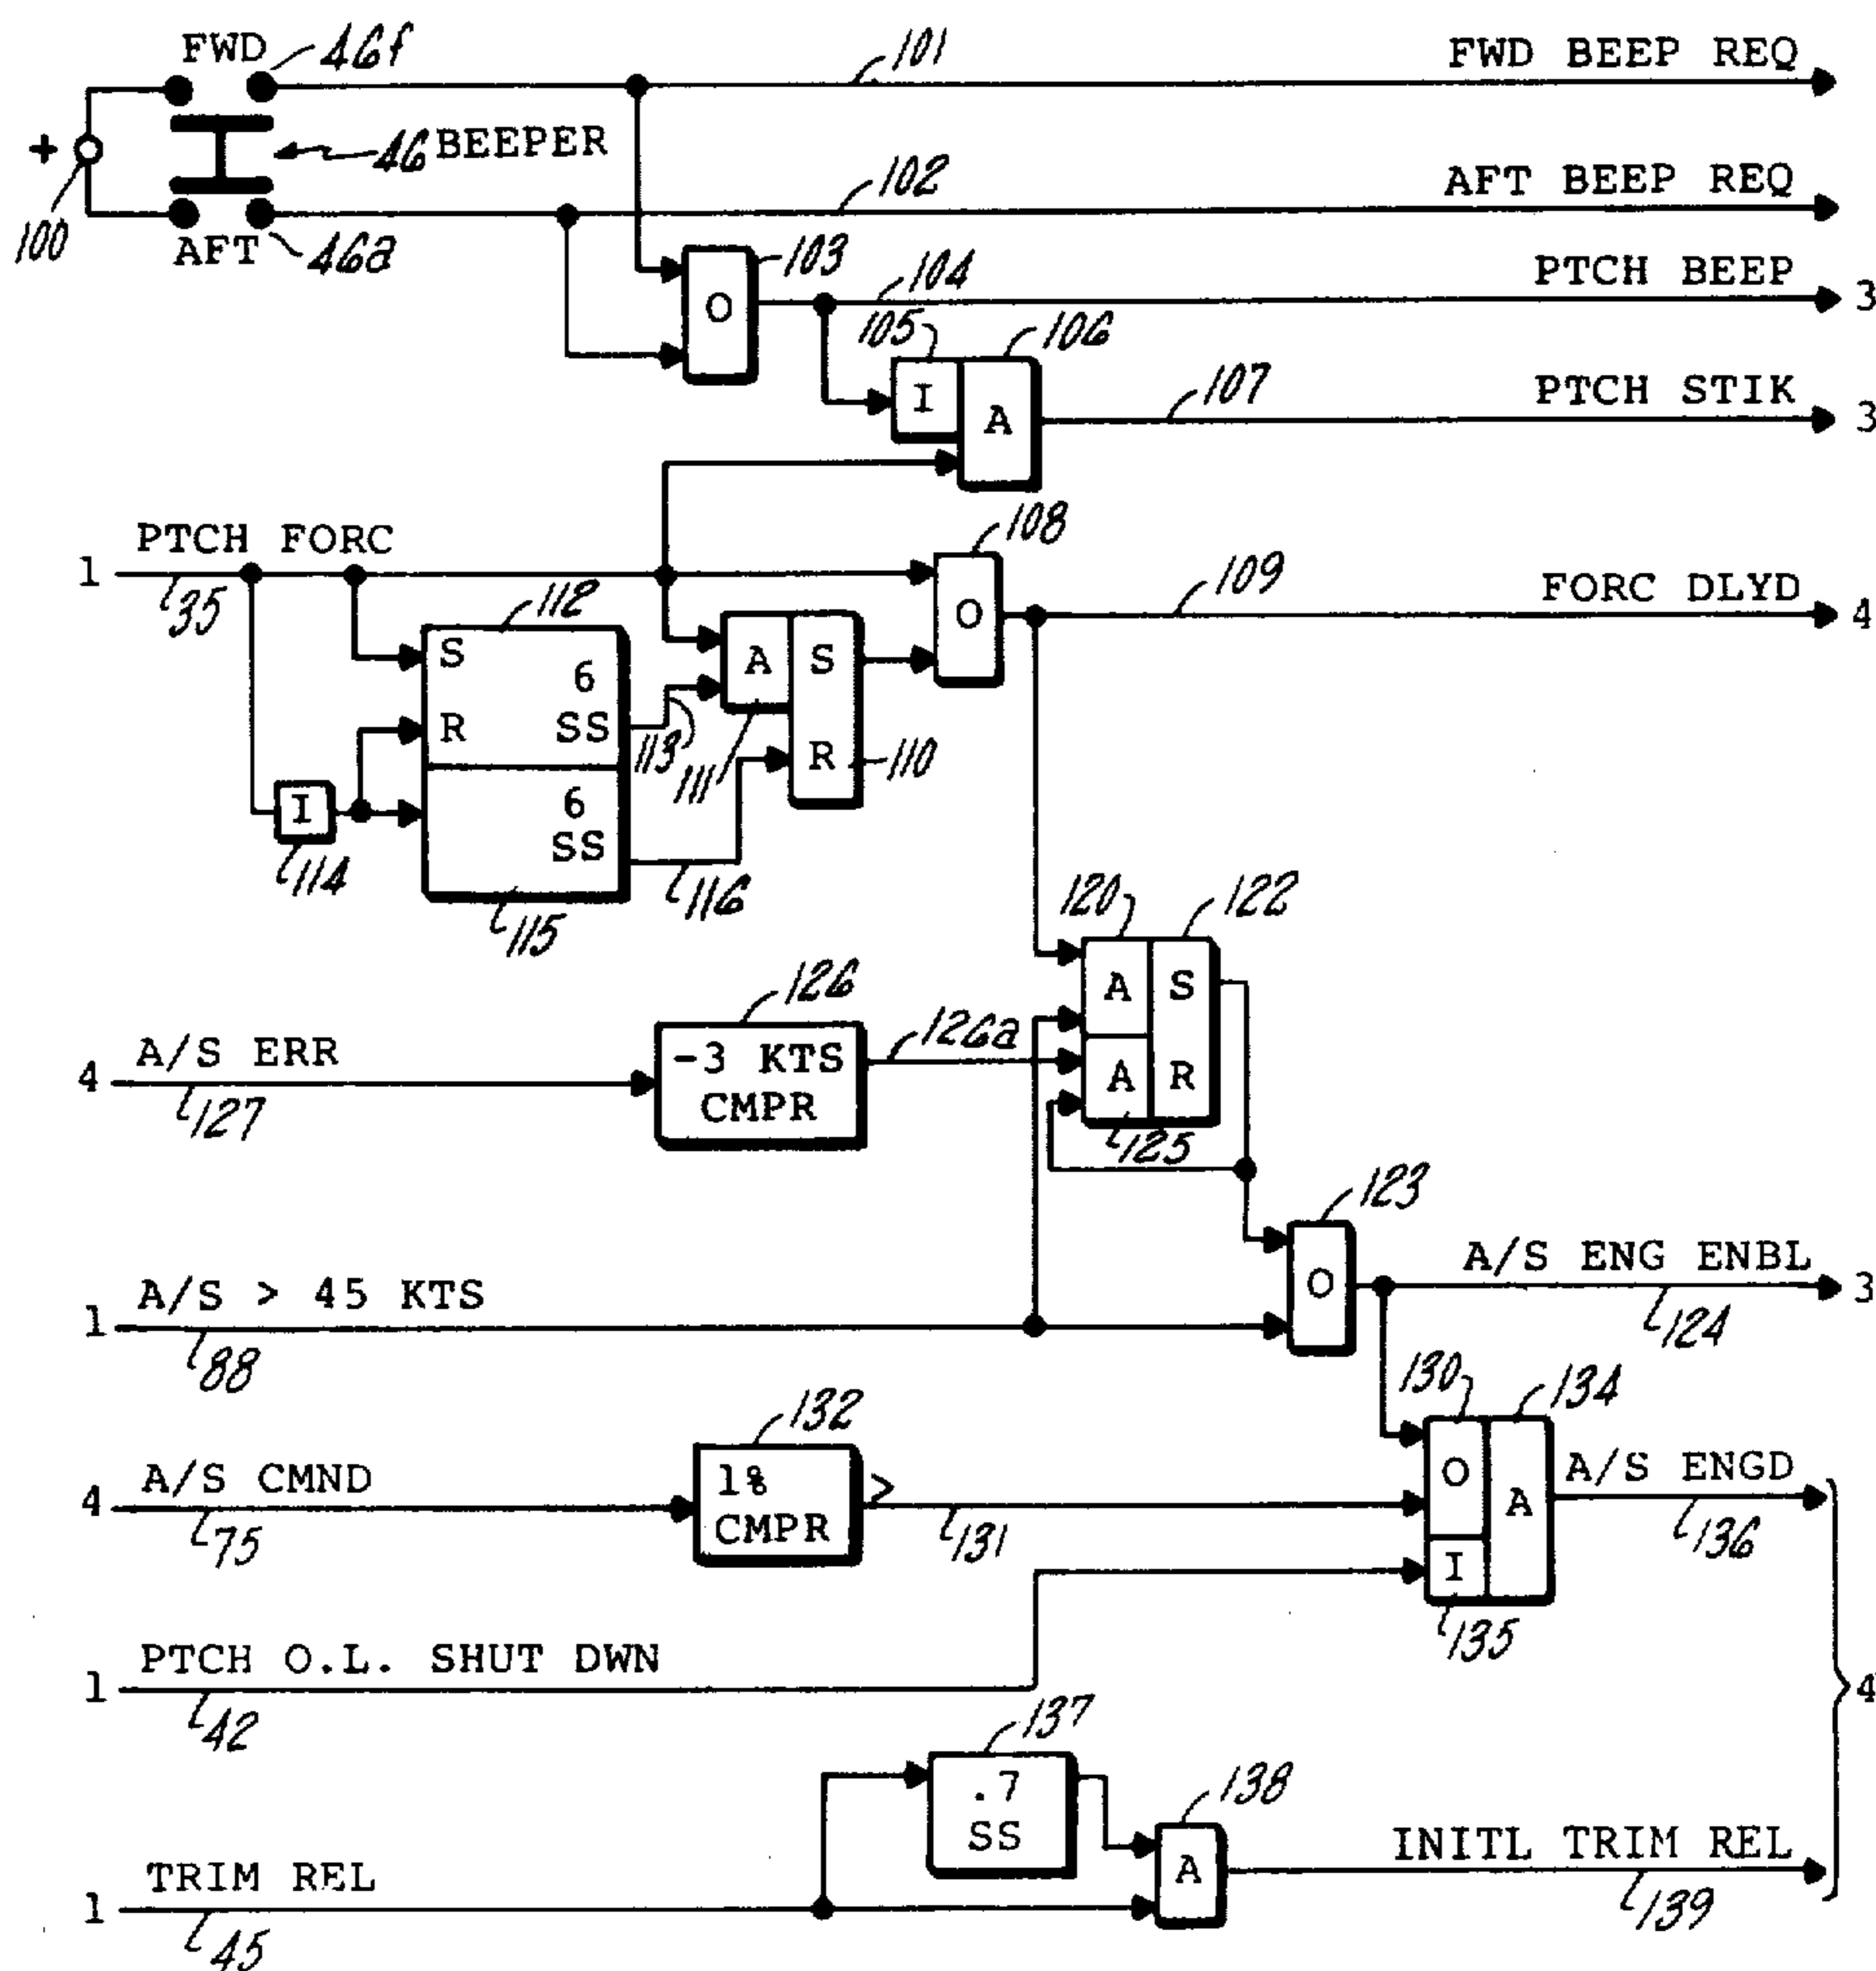 FWD
46f
101
FWD BEEP REQ
+
46 BEEPER
100
AFT
46a
102
AFT BEEP REQ
103
O
104
PTCH BEEP
3
105
106
I
A
107
PTCH STIK
3
PTCH FORC
1
35
108
O
109
FORC DLYD
4
112
S
6
SS
R
113
A
S
111
R
110
I
114
6
SS
115
116
120
122
A
S
A
R
125
126
-3 KTS
CMPR
126a
A/S ERR
4
127
123
O
A/S ENG ENBL
3
124
A/S > 45 KTS
1
88
130
134
O
A
I
135
132
1%
CMPR
>
131
A/S CMND
4
75
A/S ENGD
136
4
PTCH O.L. SHUT DWN
1
42
137
.7
SS
138
A
INITL TRIM REL
139
TRIM REL
1
45